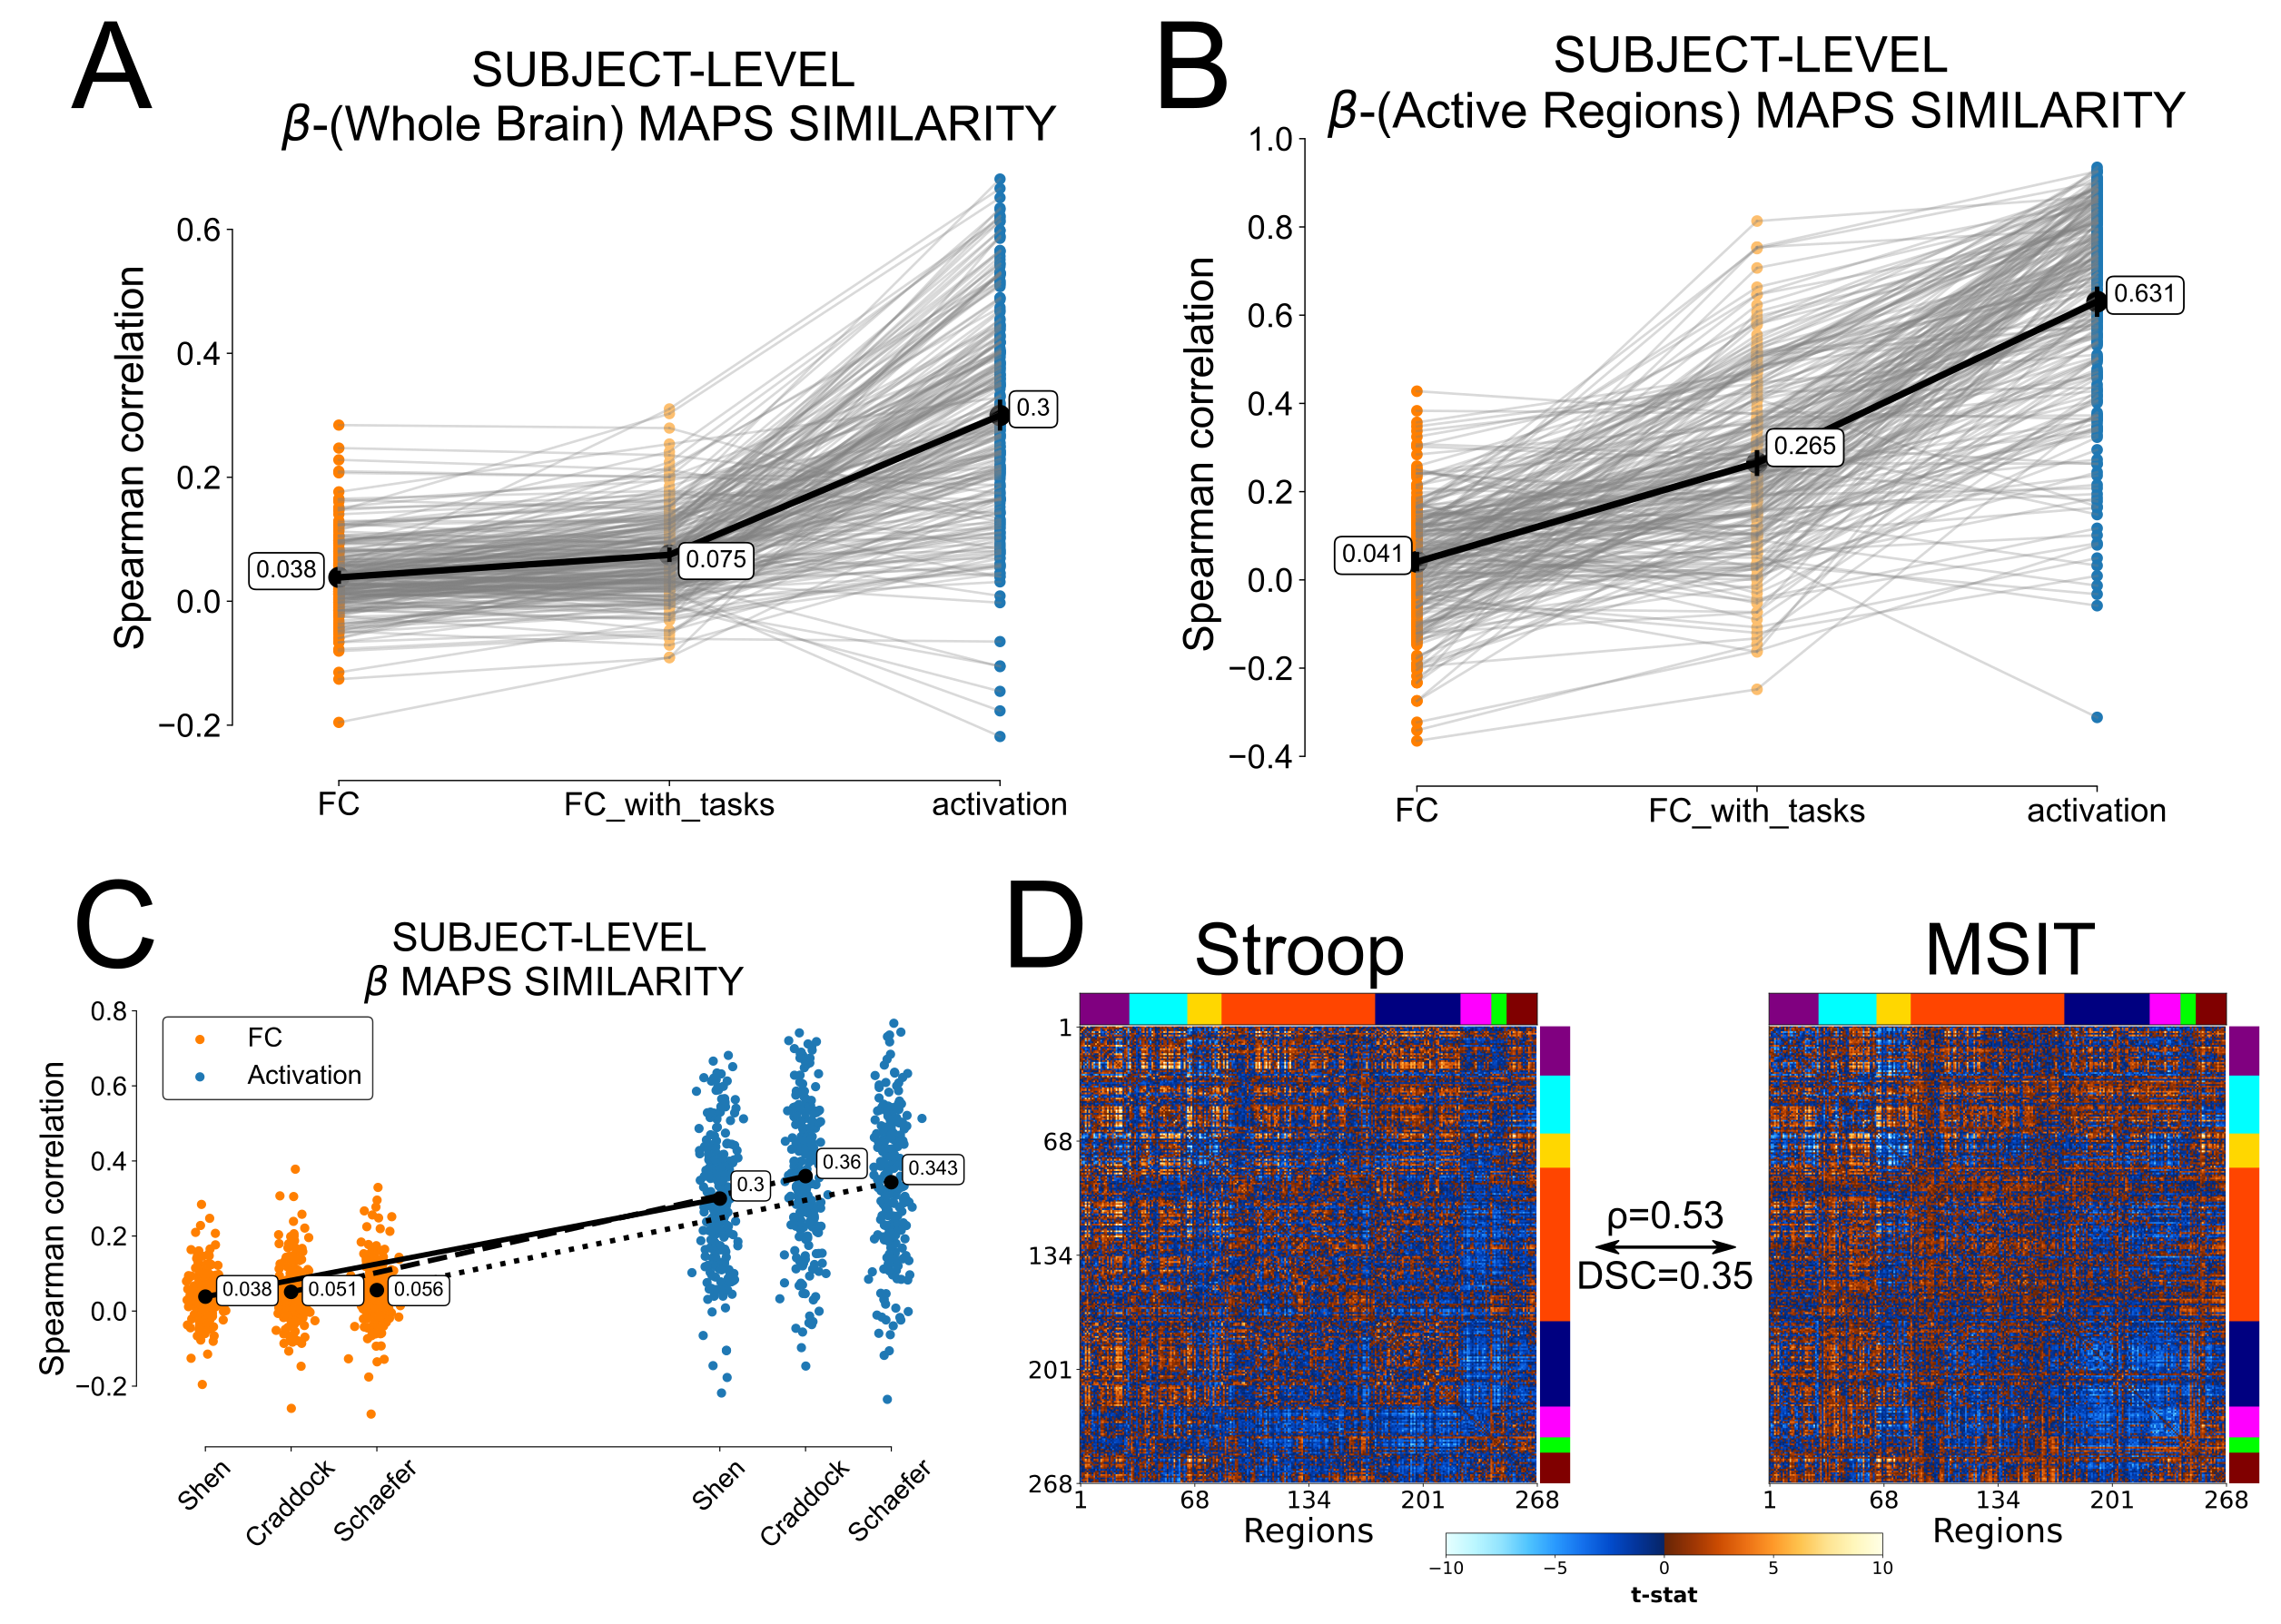 A
SUBJECT-LEVEL
β-(Whole Brain) MAPS SIMILARITY
Spearman correlation
0.6
0.4
0.2
0.0
−0.2
0.038
0.075
0.3
FC
FC_with_tasks
activation
B
SUBJECT-LEVEL
β-(Active Regions) MAPS SIMILARITY
Spearman correlation
1.0
0.8
0.6
0.4
0.2
0.0
−0.2
−0.4
0.041
0.265
0.631
FC
FC_with_tasks
activation
C
SUBJECT-LEVEL
β MAPS SIMILARITY
Spearman correlation
0.8
0.6
0.4
0.2
0.0
−0.2
FC
Activation
0.038
0.051
0.056
0.3
0.36
0.343
Shen
Craddock
Schaefer
Shen
Craddock
Schaefer
D
Stroop
1
68
134
201
268
1
68
134
201
268
Regions
ρ=0.53
DSC=0.35
MSIT
1
68
134
201
268
Regions
−10
−5
0
5
10
t-stat